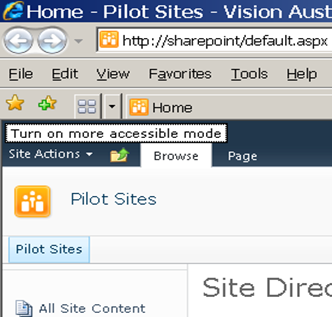 Home - Pilot Sites - Vision Aust
http://sharepoint/default.aspx
File Edit View Favorites Tools Help
Home
Turn on more accessible mode
Site Actions Browse Page
Pilot Sites
Pilot Sites
Site Direc
All Site Content